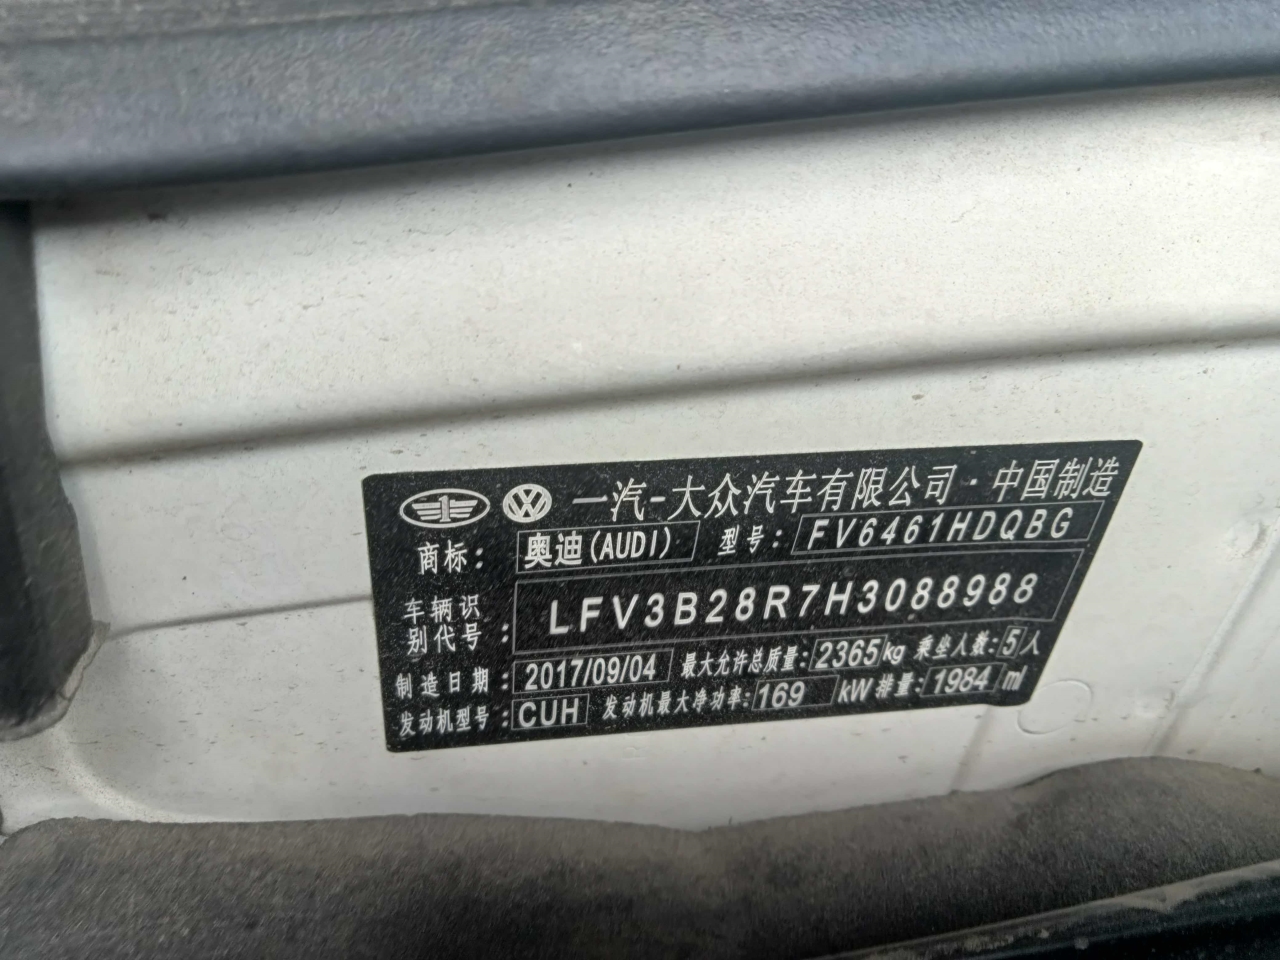 一汽-大众汽车有限公司·中国制造
商标: 奥迪(AUDI) 型号: FV6461HDQBG
车辆识别代号: LFV3B28R7H3088988
制造日期: 2017/09/04 最大允许总质量: 2365kg 乘坐人数: 5人
发动机型号: CUH 发动机最大净功率: 169 kW 排量: 1984 ml